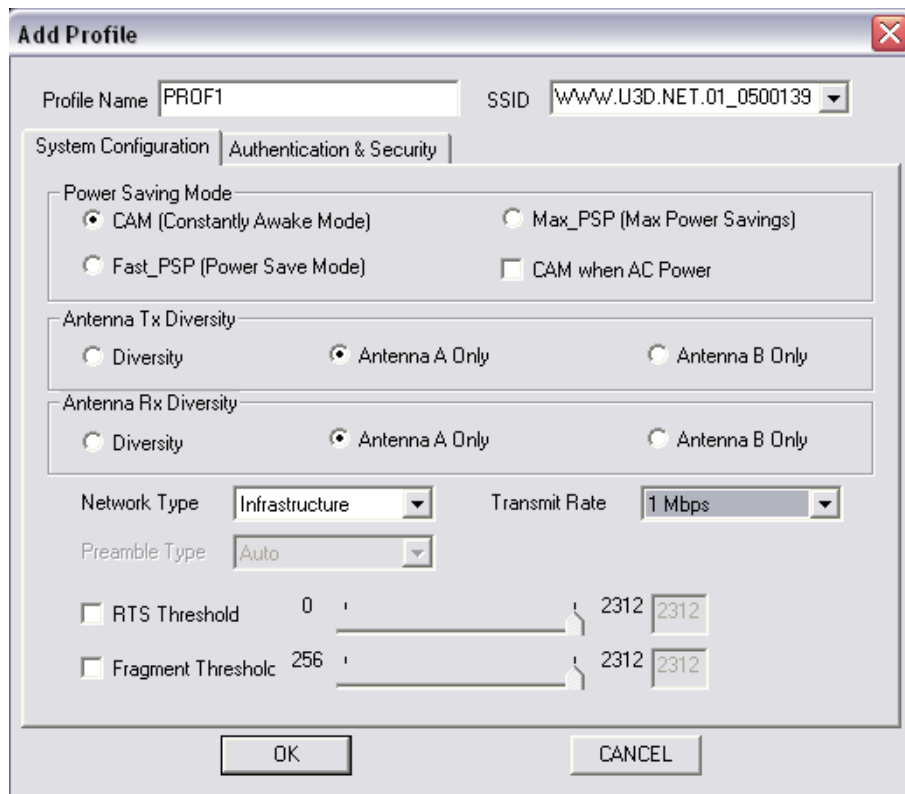 Add Profile
Profile Name PROF1 SSID WWW.U3D.NET.01_0500139
System Configuration Authentication & Security
Power Saving Mode
CAM (Constantly Awake Mode) Max_PSP (Max Power Savings)
Fast_PSP (Power Save Mode) CAM when AC Power
Antenna Tx Diversity
Diversity Antenna A Only Antenna B Only
Antenna Rx Diversity
Diversity Antenna A Only Antenna B Only
Network Type Infrastructure Transmit Rate 1 Mbps
Preamble Type Auto
RTS Threshold 0 2312 2312
Fragment Thresholc 256 2312 2312
OK CANCEL